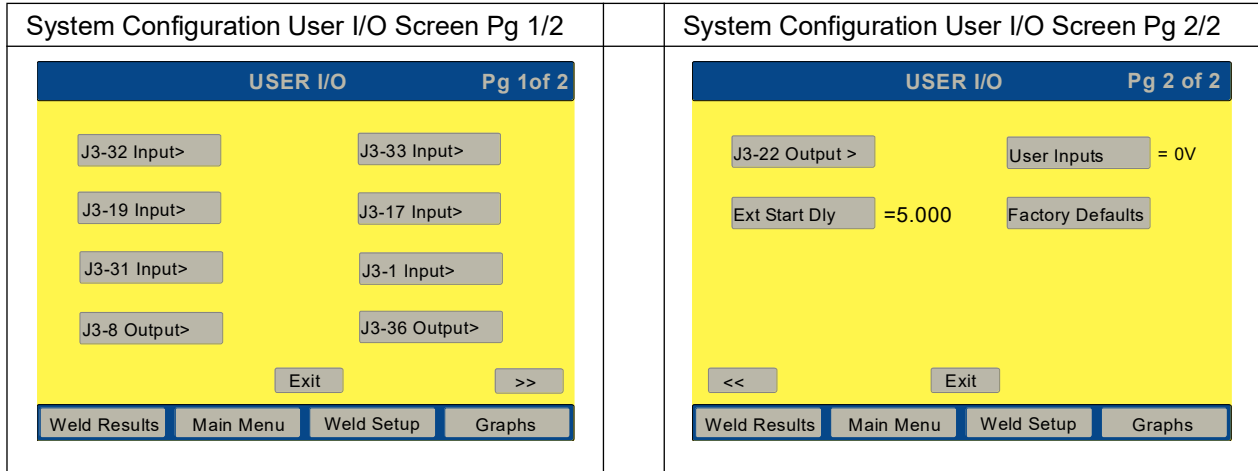 System Configuration User I/O Screen Pg 1/2
USER I/O Pg 1of 2
J3-32 Input> J3-33 Input>
J3-19 Input> J3-17 Input>
J3-31 Input> J3-1 Input>
J3-8 Output> J3-36 Output>
Exit >>
Weld Results Main Menu Weld Setup Graphs
System Configuration User I/O Screen Pg 2/2
USER I/O Pg 2 of 2
J3-22 Output > User Inputs = 0V
Ext Start Dly =5.000 Factory Defaults
<< Exit
Weld Results Main Menu Weld Setup Graphs